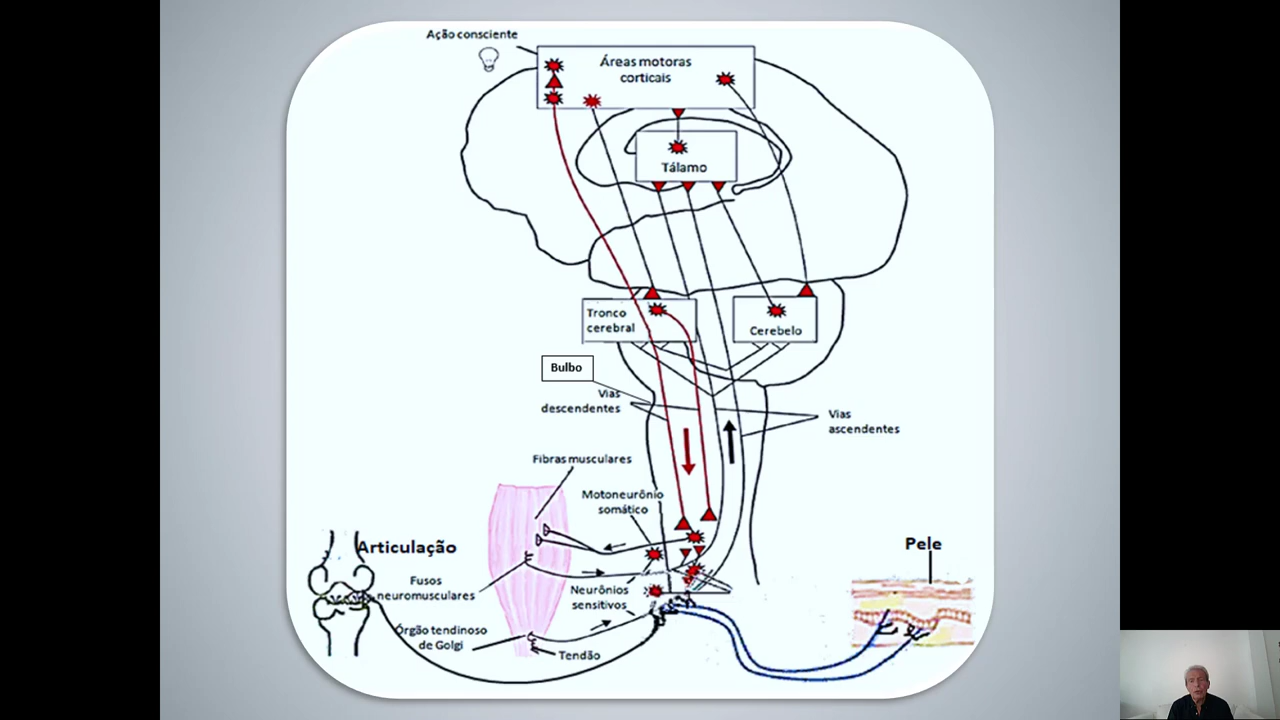 Ação consciente
Áreas motoras
corticais
Tálamo
Tronco
cerebral
Cerebelo
Bulbo
Vias
descendentes
Vias
ascendentes
Fibras musculares
Motoneurônio
somático
Articulação
Pele
Fusos
neuromusculares
Neurônios
sensitivos
Órgão tendinoso
de Golgi
Tendão